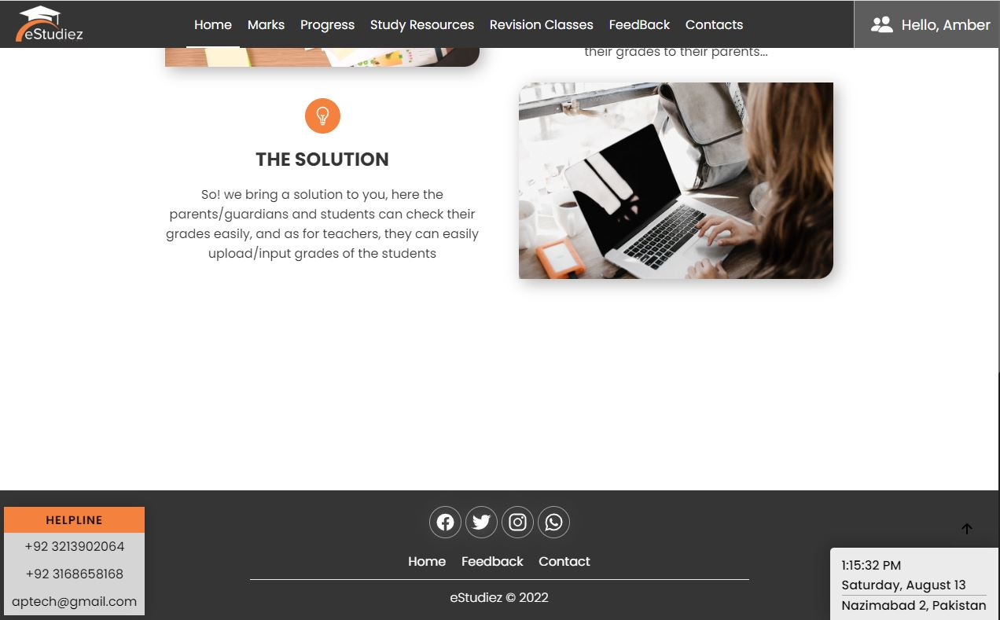 eStudiez
Home Marks Progress Study Resources Revision Classes FeedBack Contacts
Hello, Amber
their grades to their parents...
THE SOLUTION
So! we bring a solution to you, here the
parents/guardians and students can check their
grades easily, and as for teachers, they can easily
upload/input grades of the students
HELPLINE
+92 3213902064
+92 3168658168
aptech@gmail.com
Home Feedback Contact
eStudiez © 2022
1:15:32 PM
Saturday, August 13
Nazimabad 2, Pakistan